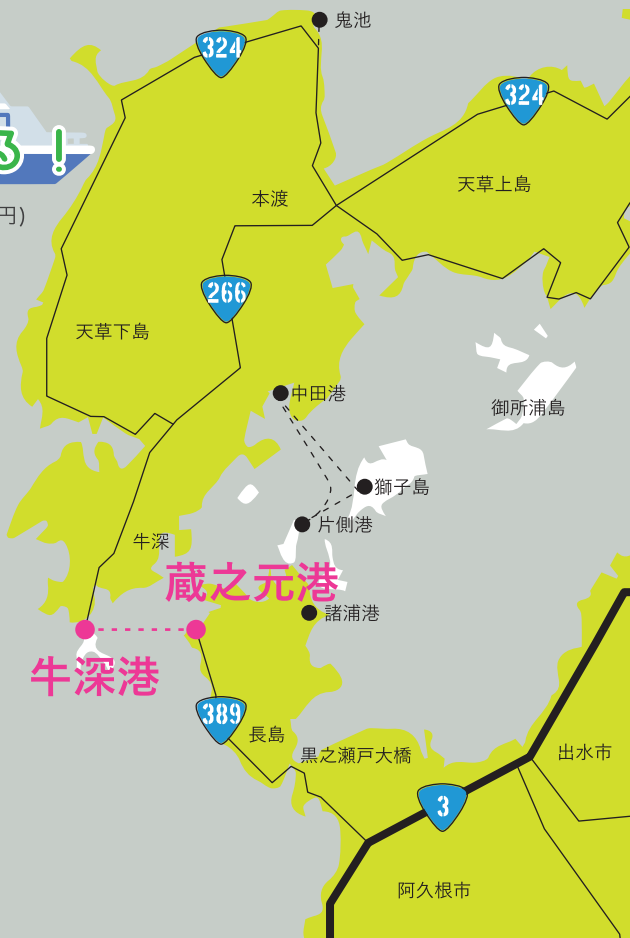 鬼池
324
324
る！
天草上島
本渡
円)
266
天草下島
中田港
御所浦島
獅子島
片側港
牛深
蔵之元港
諸浦港
牛深港
389
長島
黒之瀬戸大橋
出水市
3
阿久根市